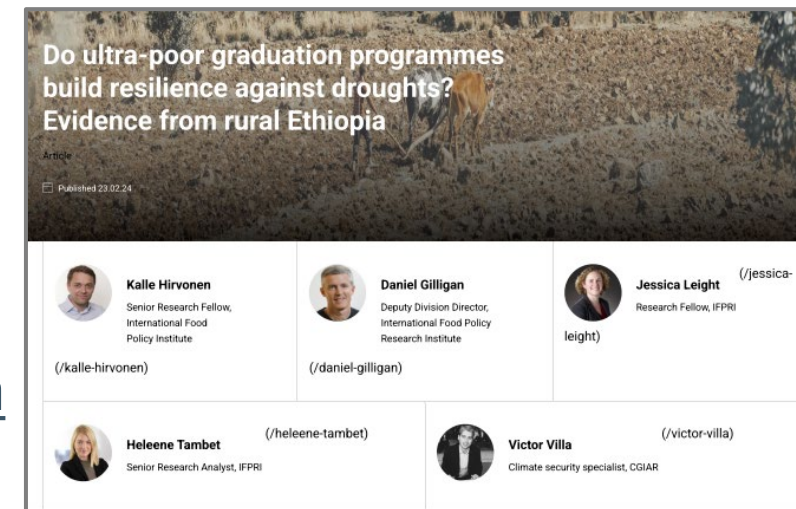 Do ultra-poor graduation programmes
build resilience against droughts?
Evidence from rural Ethiopia
Article
Published 23.02.24
Kalle Hirvonen
Senior Research Fellow,
International Food
Policy Institute
(/kalle-hirvonen)
Daniel Gilligan
Deputy Division Director,
International Food Policy
Research Institute
(/daniel-gilligan)
Jessica Leight
(/jessica-
Research Fellow, IFPRI
leight)
Heleene Tambet
(/heleene-tambet)
Senior Research Analyst, IFPRI
Victor Villa
(/victor-villa)
Climate security specialist, CGIAR